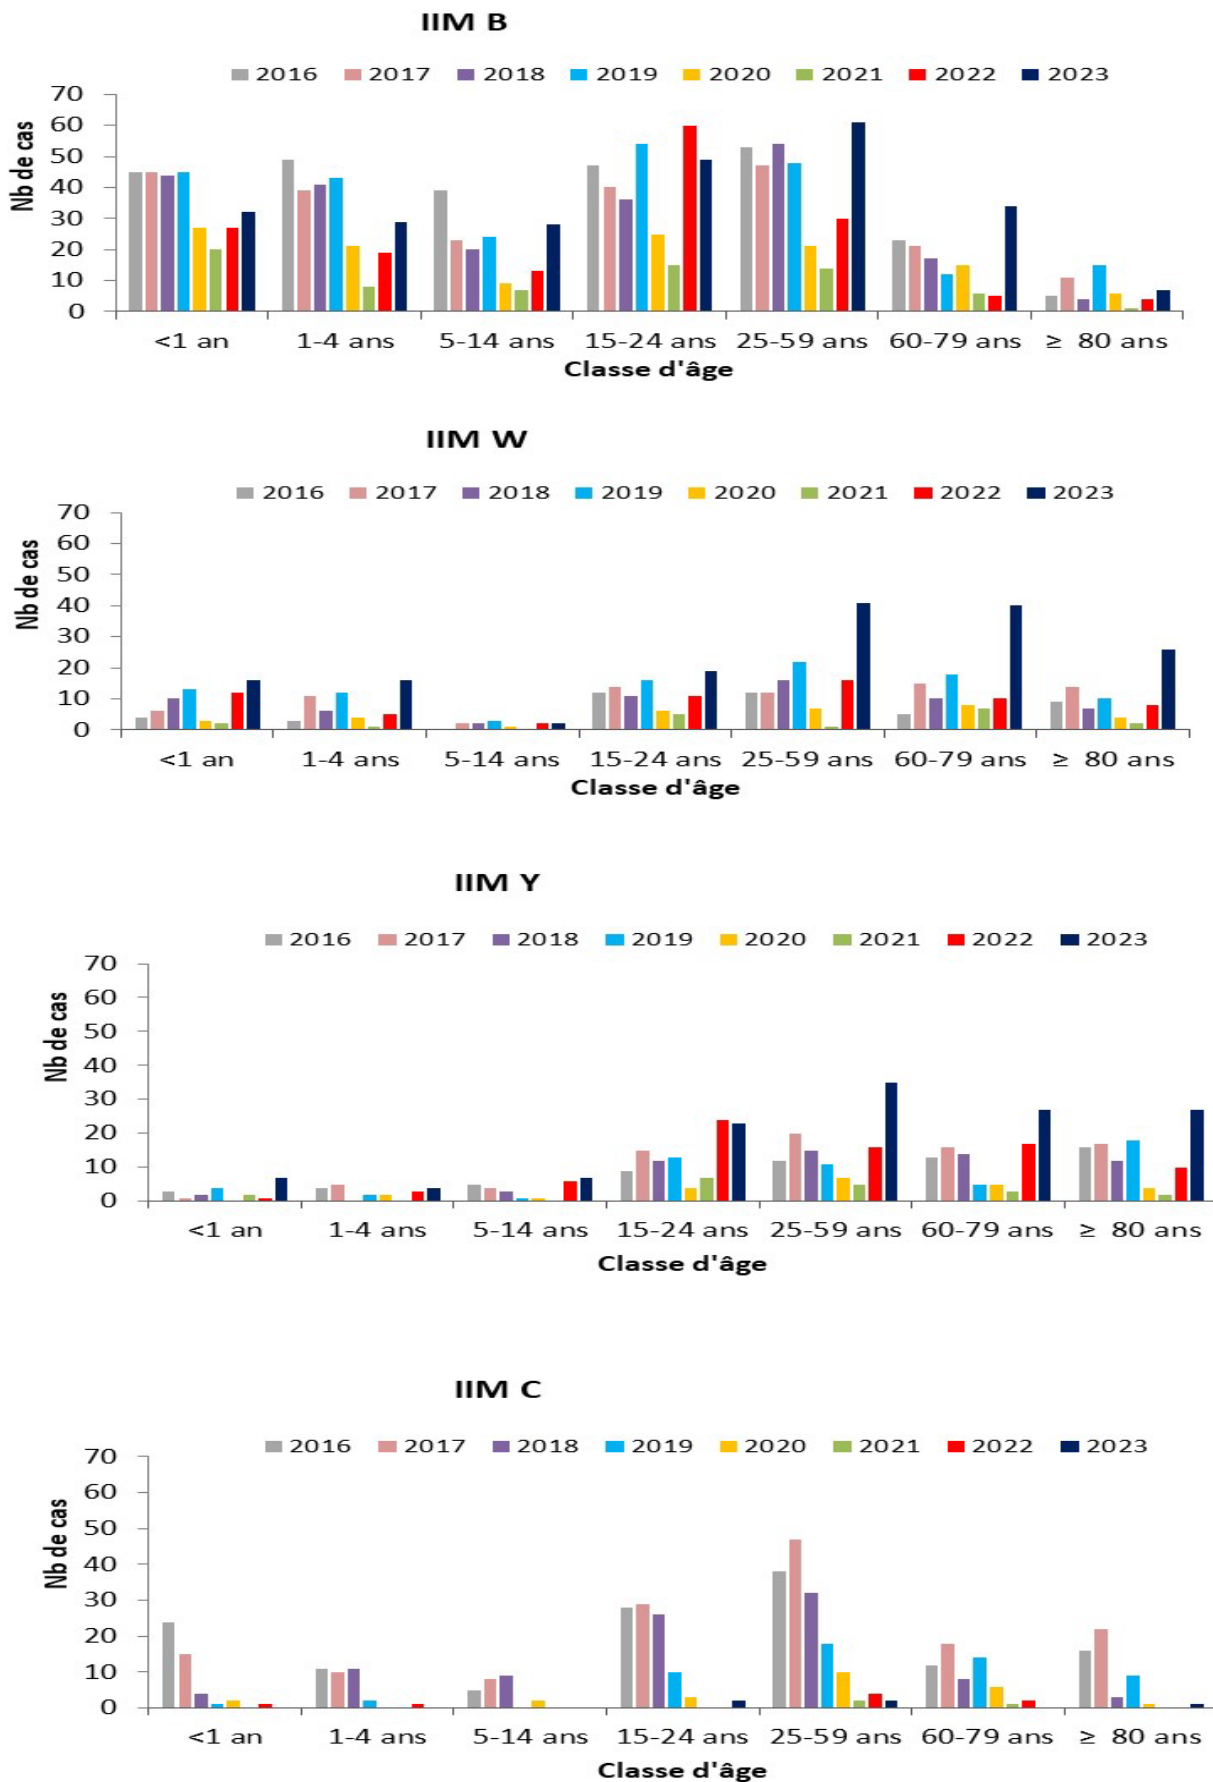 IIM B
2016 2017 2018 2019 2020 2021 2022 2023
Nb de cas
70
60
50
40
30
20
10
0
<1 an 1-4 ans 5-14 ans 15-24 ans 25-59 ans 60-79 ans ≥ 80 ans
Classe d'âge
IIM W
2016 2017 2018 2019 2020 2021 2022 2023
Nb de cas
70
60
50
40
30
20
10
0
<1 an 1-4 ans 5-14 ans 15-24 ans 25-59 ans 60-79 ans ≥ 80 ans
Classe d'âge
IIM Y
2016 2017 2018 2019 2020 2021 2022 2023
Nb de cas
70
60
50
40
30
20
10
0
<1 an 1-4 ans 5-14 ans 15-24 ans 25-59 ans 60-79 ans ≥ 80 ans
Classe d'âge
IIM C
2016 2017 2018 2019 2020 2021 2022 2023
Nb de cas
70
60
50
40
30
20
10
0
<1 an 1-4 ans 5-14 ans 15-24 ans 25-59 ans 60-79 ans ≥ 80 ans
Classe d'âge